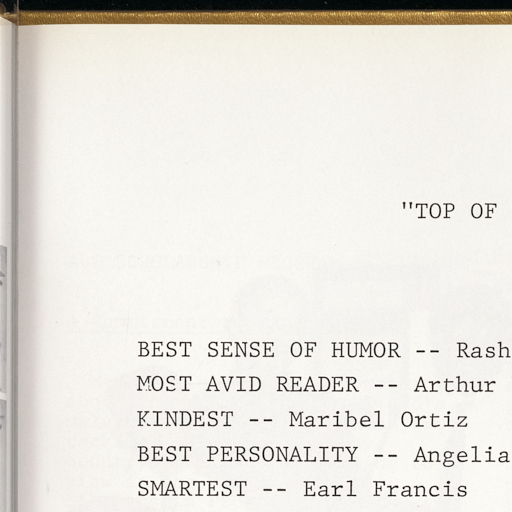 "TOP OF
BEST SENSE OF HUMOR -- Rash
MOST AVID READER -- Arthur
KINDEST -- Maribel Ortiz
BEST PERSONALITY -- Angelia
SMARTEST -- Earl Francis